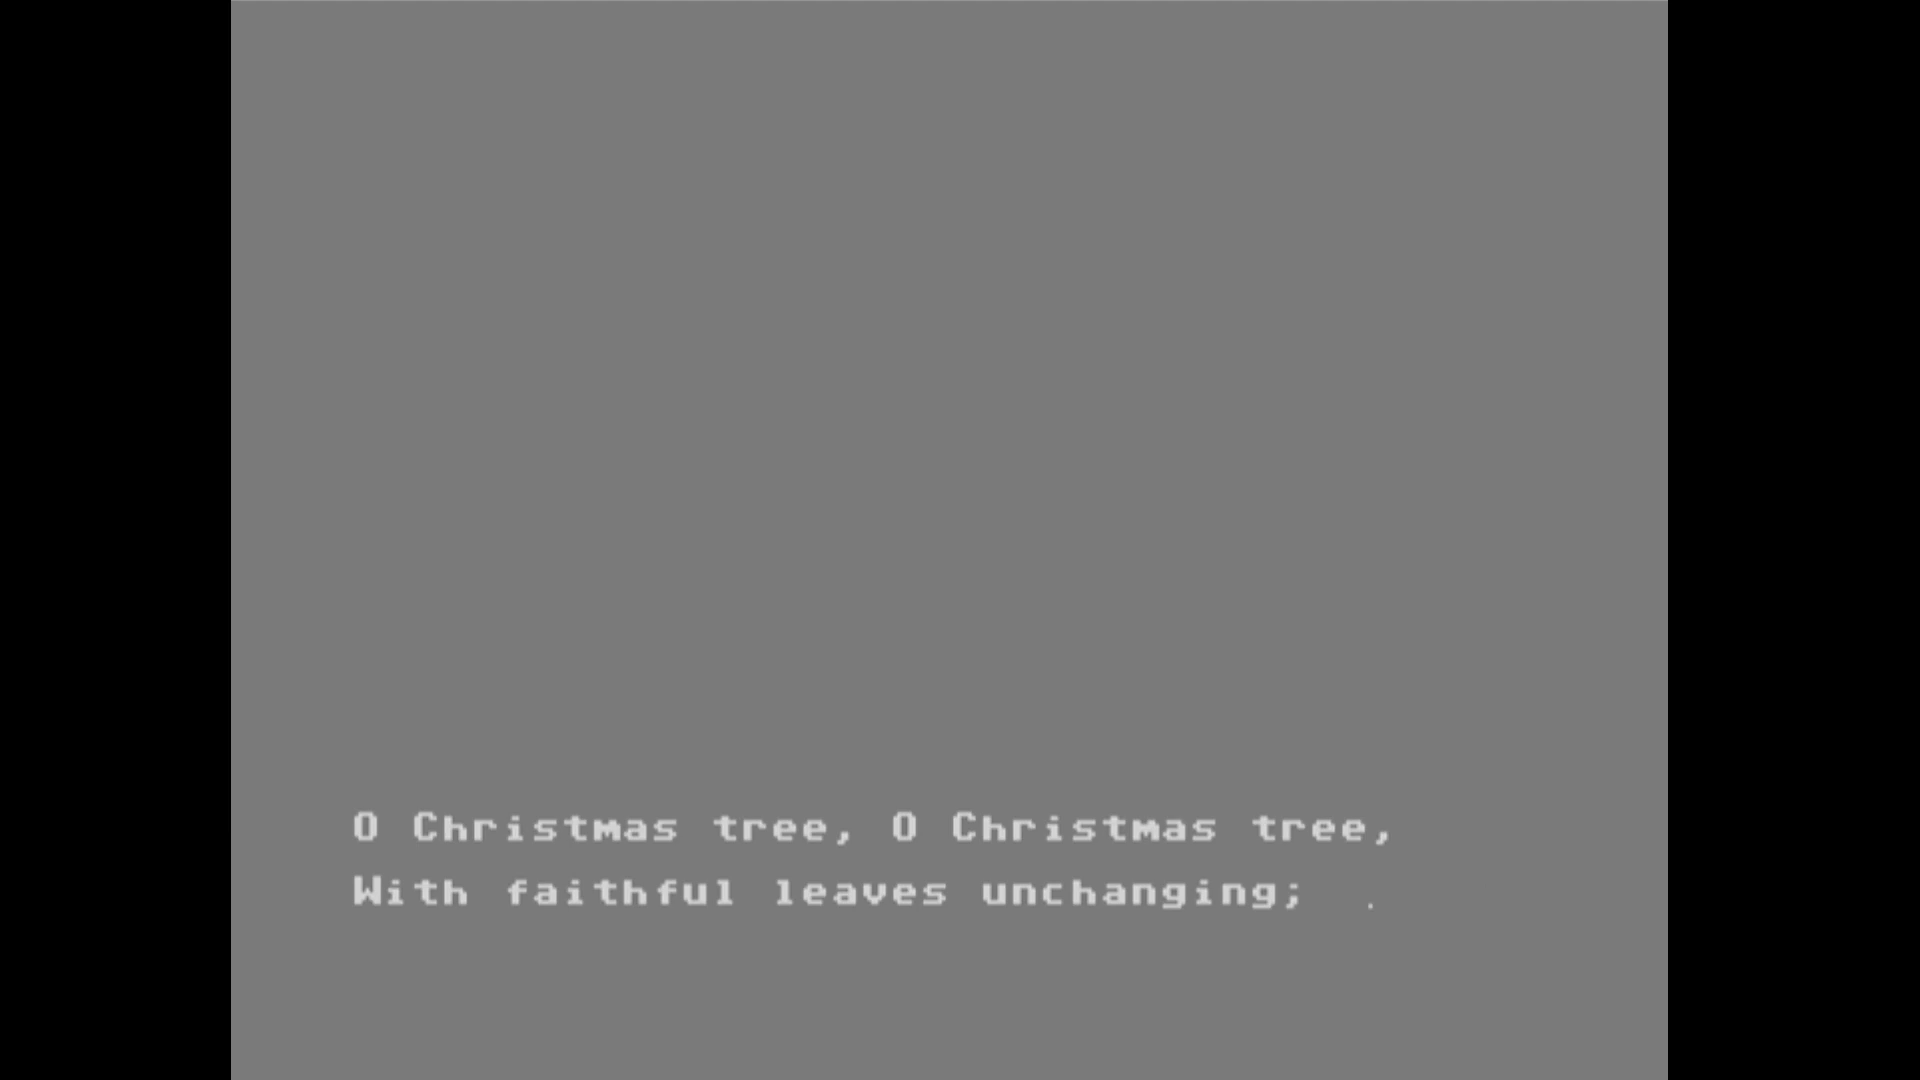 O Christmas tree, O Christmas tree,
With faithful leaves unchanging;  .